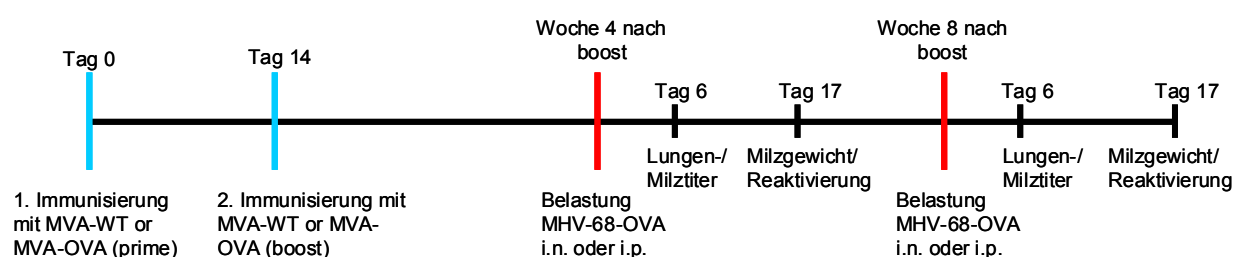 Tag 0
Tag 14
Woche 4 nach
boost
Tag 6
Tag 17
Woche 8 nach
boost
Tag 6
Tag 17
1. Immunisierung
mit MVA-WT or
MVA-OVA (prime)
2. Immunisierung mit
MVA-WT or MVA-
OVA (boost)
Belastung
MHV-68-OVA
i.n. oder i.p.
Lungen-/
Milztiter
Milzgewicht/
Reaktivierung
Belastung
MHV-68-OVA
i.n. oder i.p.
Lungen-/
Milztiter
Milzgewicht/
Reaktivierung